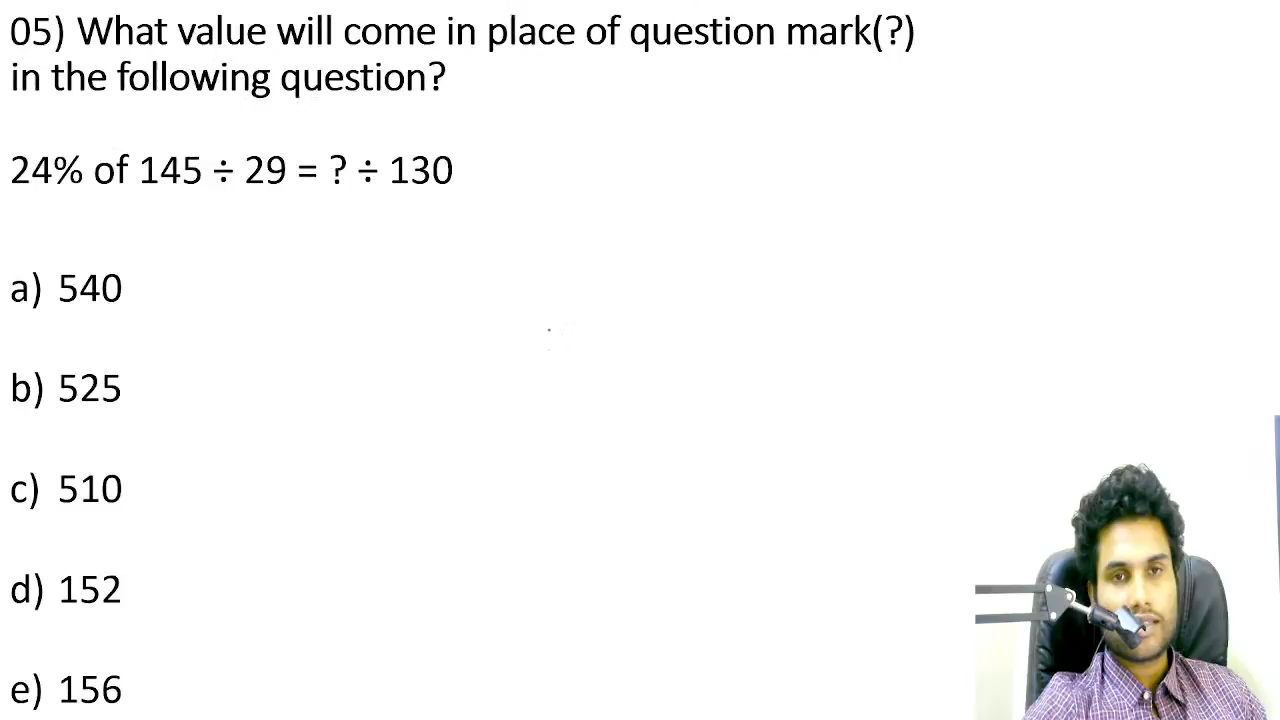 05) What value will come in place of question mark(?)
in the following question?
24% of 145 ÷ 29 = ? ÷ 130
a) 540
b) 525
c) 510
d) 152
e) 156